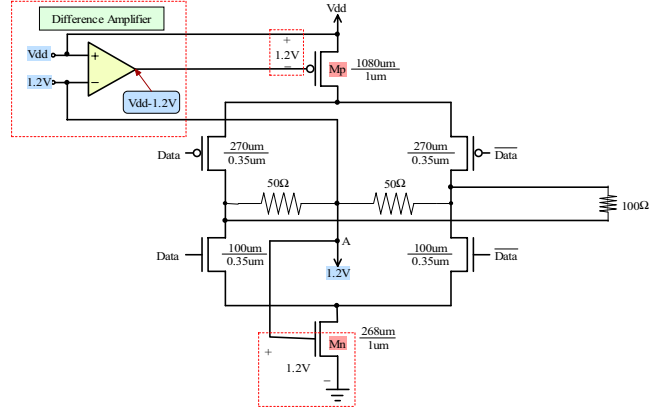 Difference Amplifier
Vdd
Vdd
+
1.2V
−
+
−
1.2V
Vdd-1.2V
Mp
1080um
1um
Data
270um
0.35um
270um
0.35um
Data
50Ω
50Ω
100Ω
Data
100um
0.35um
A
1.2V
100um
0.35um
Data
+
1.2V
−
Mn
268um
1um